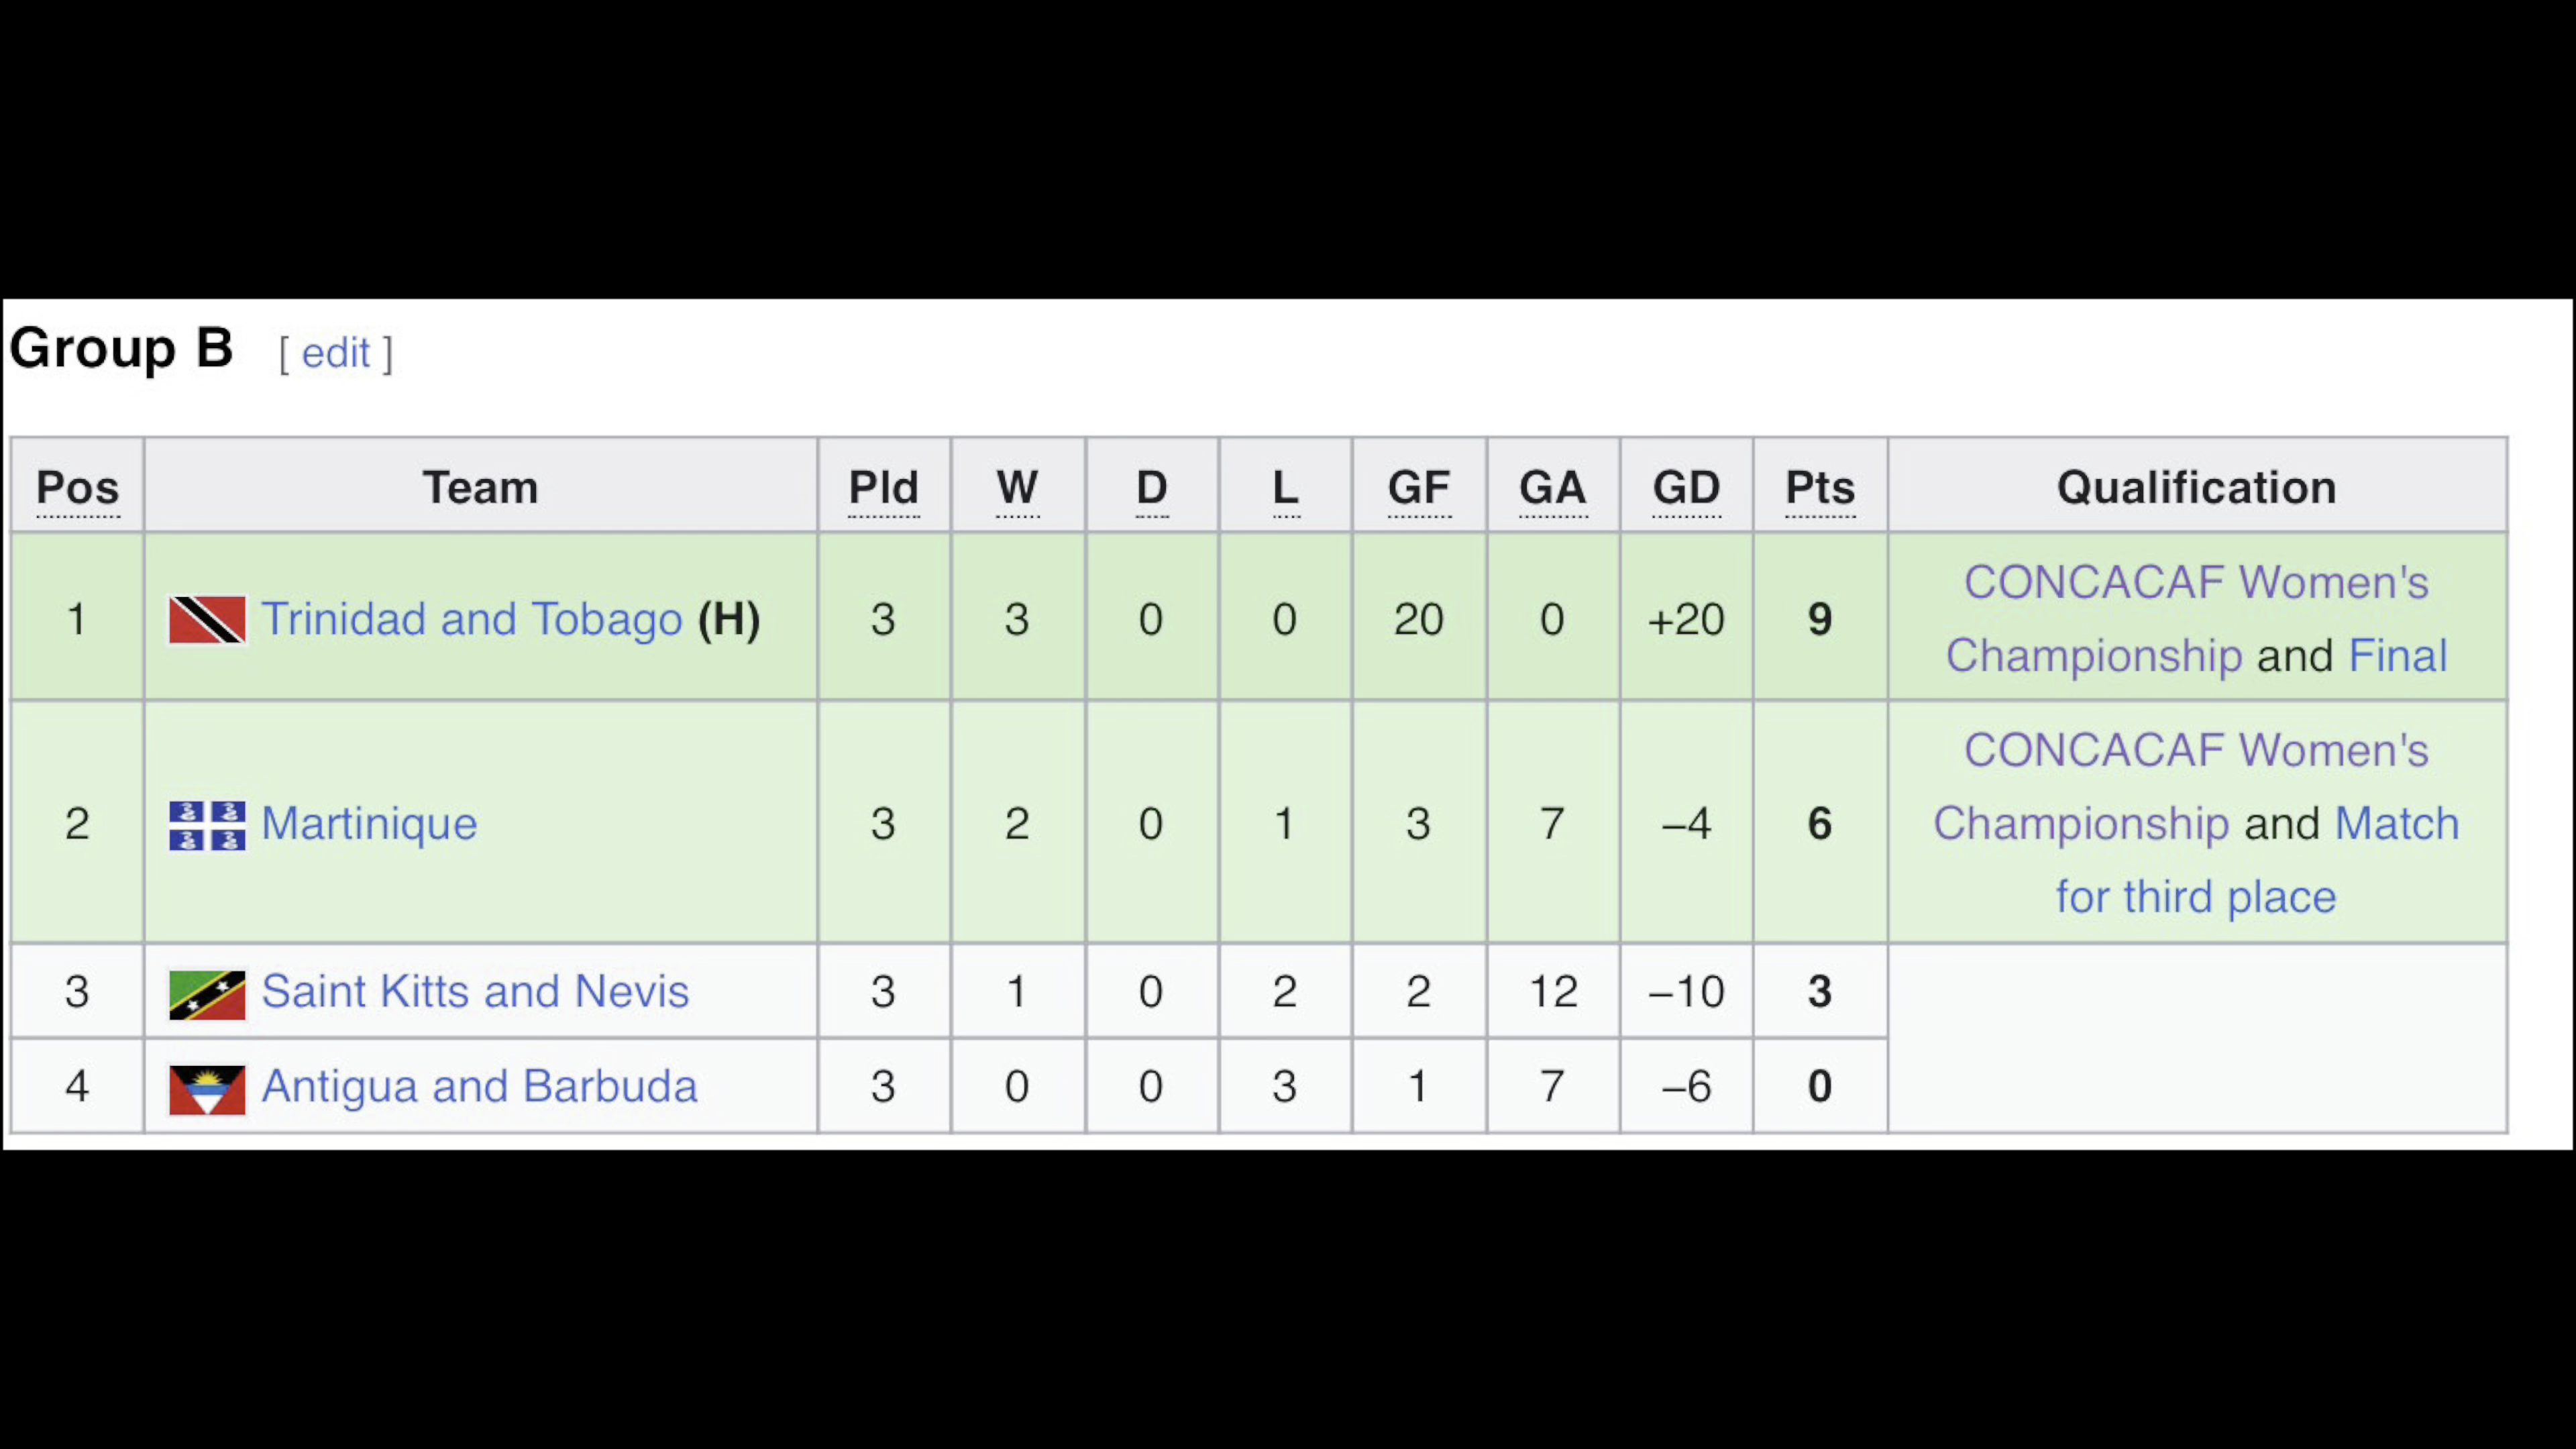 Group B [ edit ]
Pos Team Pld W D L GF GA GD Pts Qualification
1 Trinidad and Tobago (H) 3 3 0 0 20 0 +20 9 CONCACAF Women's
Championship and Final
2 Martinique 3 2 0 1 3 7 −4 6 CONCACAF Women's
Championship and Match
for third place
3 Saint Kitts and Nevis 3 1 0 2 2 12 −10 3
4 Antigua and Barbuda 3 0 0 3 1 7 −6 0